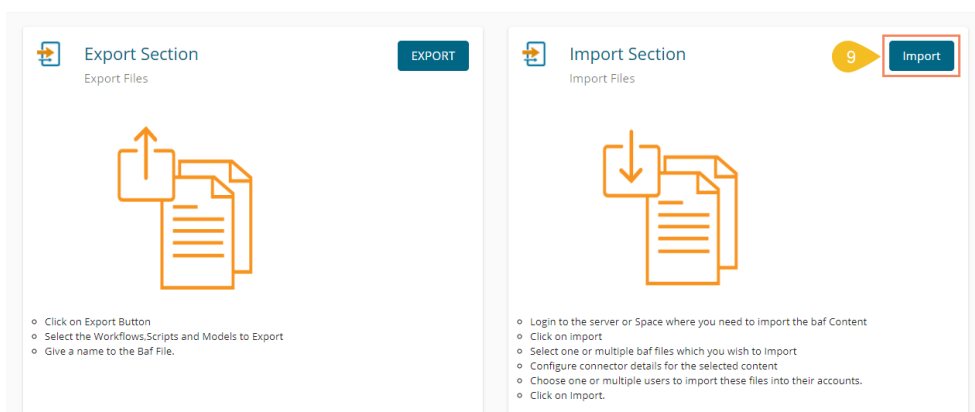 Export Section
EXPORT
Export Files
Click on Export Button
Select the Workflows,Scripts and Models to Export
Give a name to the Baf File.
Import Section
9
Import
Import Files
Login to the server or Space where you need to import the baf Content
Click on import
Select one or multiple baf files which you wish to Import
Configure connector details for the selected content
Choose one or multiple users to import these files into their accounts.
Click on Import.